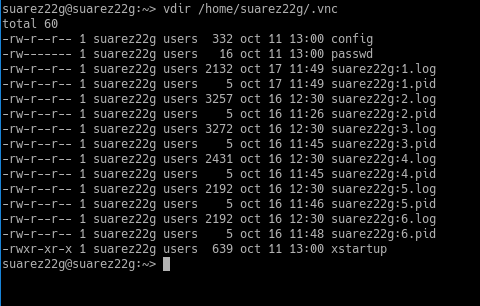 suarez22g@suarez22g:~> vdir /home/suarez22g/.vnc
total 60
-rw-r--r-- 1 suarez22g users  332 oct 11 13:00 config
-rw------- 1 suarez22g users   16 oct 11 13:00 passwd
-rw-r--r-- 1 suarez22g users 2132 oct 17 11:49 suarez22g:1.log
-rw-r--r-- 1 suarez22g users    5 oct 17 11:49 suarez22g:1.pid
-rw-r--r-- 1 suarez22g users 3257 oct 16 12:30 suarez22g:2.log
-rw-r--r-- 1 suarez22g users    5 oct 16 11:26 suarez22g:2.pid
-rw-r--r-- 1 suarez22g users 3272 oct 16 12:30 suarez22g:3.log
-rw-r--r-- 1 suarez22g users    5 oct 16 11:45 suarez22g:3.pid
-rw-r--r-- 1 suarez22g users 2431 oct 16 12:30 suarez22g:4.log
-rw-r--r-- 1 suarez22g users    5 oct 16 11:45 suarez22g:4.pid
-rw-r--r-- 1 suarez22g users 2192 oct 16 12:30 suarez22g:5.log
-rw-r--r-- 1 suarez22g users    5 oct 16 11:46 suarez22g:5.pid
-rw-r--r-- 1 suarez22g users 2192 oct 16 12:30 suarez22g:6.log
-rw-r--r-- 1 suarez22g users    5 oct 16 11:48 suarez22g:6.pid
-rwxr-xr-x 1 suarez22g users  639 oct 11 13:00 xstartup
suarez22g@suarez22g:~>